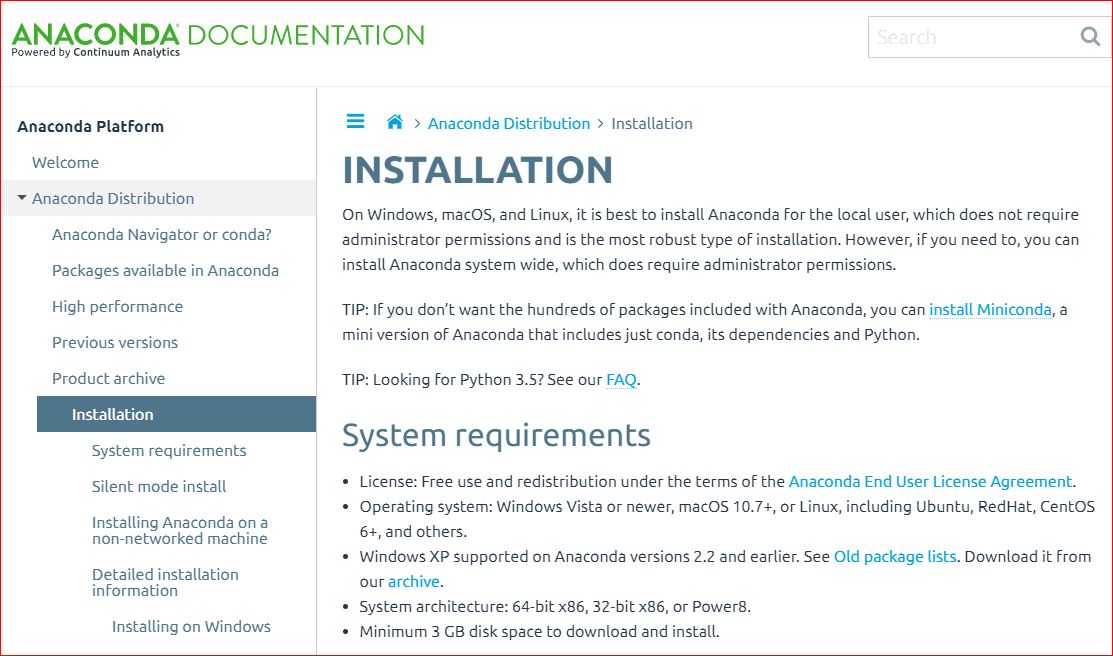 ANACONDA DOCUMENTATION
Powered by Continuum Analytics
Search
Anaconda Platform
Welcome
Anaconda Distribution
Anaconda Navigator or conda?
Packages available in Anaconda
High performance
Previous versions
Product archive
Installation
System requirements
Silent mode install
Installing Anaconda on a
non-networked machine
Detailed installation
information
Installing on Windows
> Anaconda Distribution > Installation
INSTALLATION
On Windows, macOS, and Linux, it is best to install Anaconda for the local user, which does not require
administrator permissions and is the most robust type of installation. However, if you need to, you can
install Anaconda system wide, which does require administrator permissions.
TIP: If you don’t want the hundreds of packages included with Anaconda, you can install Miniconda, a
mini version of Anaconda that includes just conda, its dependencies and Python.
TIP: Looking for Python 3.5? See our FAQ.
System requirements
• License: Free use and redistribution under the terms of the Anaconda End User License Agreement.
• Operating system: Windows Vista or newer, macOS 10.7+, or Linux, including Ubuntu, RedHat, CentOS
6+, and others.
• Windows XP supported on Anaconda versions 2.2 and earlier. See Old package lists. Download it from
our archive.
• System architecture: 64-bit x86, 32-bit x86, or Power8.
• Minimum 3 GB disk space to download and install.